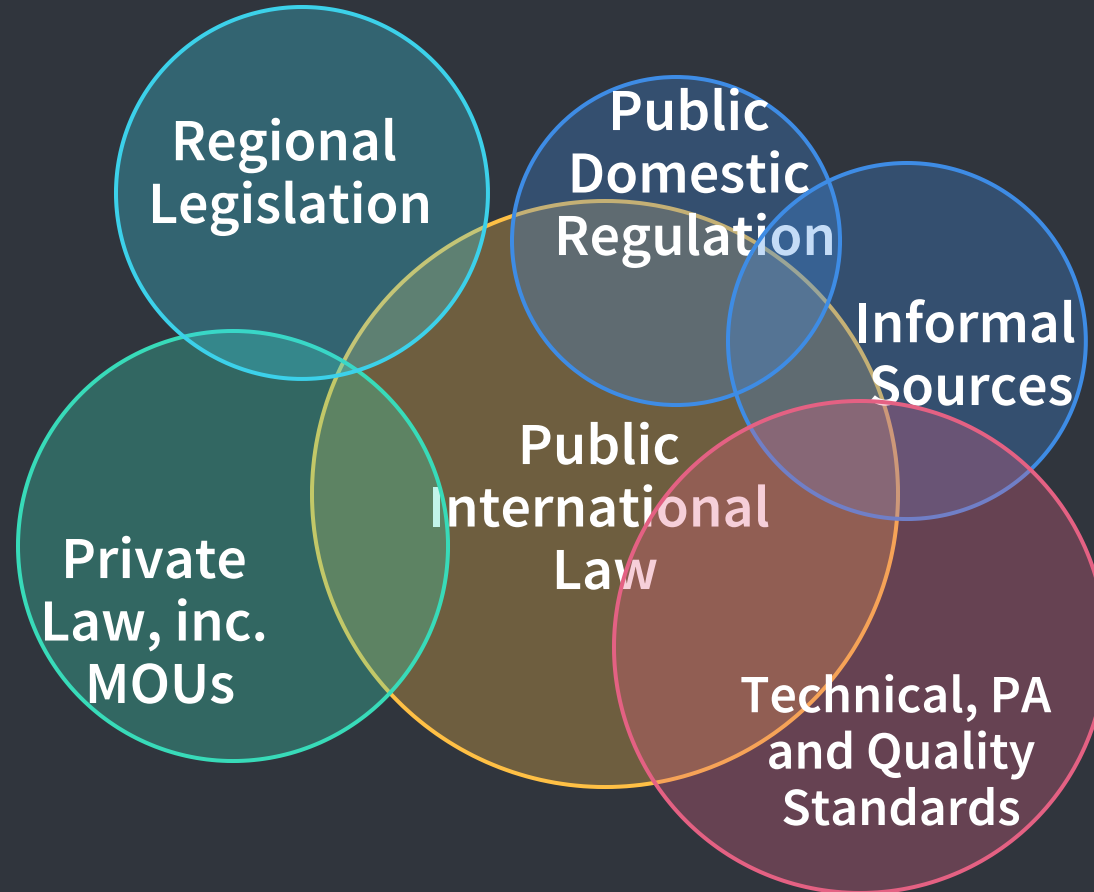 Regional
Legislation
Public
Domestic
Regulation
Informal
Sources
Public
International
Law
Private
Law, inc.
MOUs
Technical, PA
and Quality
Standards